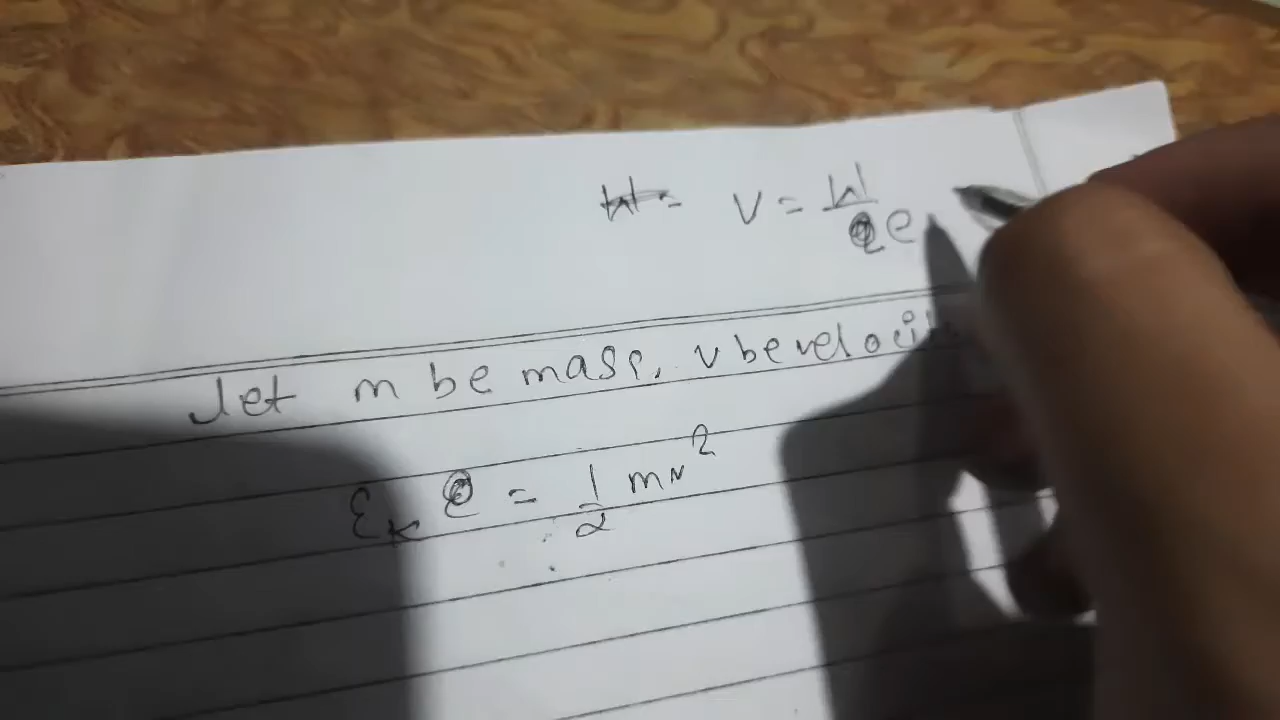 W = V = W/e
Let m be mass, v be veloci
Ek = 1/2 mv²